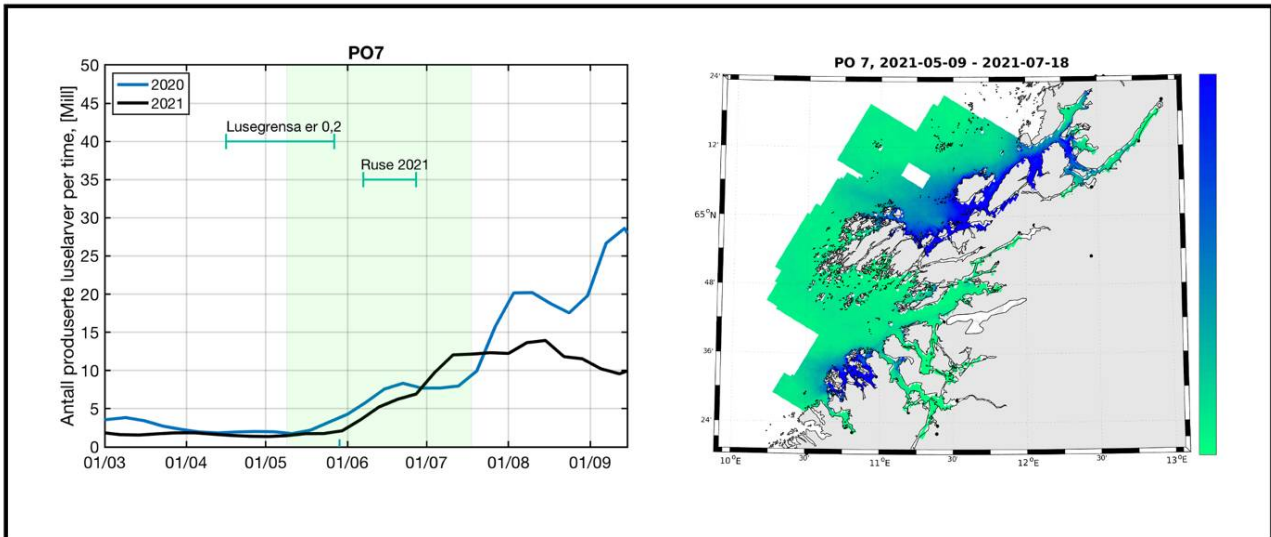 PO7
50
45
40
35
30
25
20
15
10
5
0
Antall produserte luselarver per time, [Mill]
2020
2021
Lusegrensa er 0,2
Ruse 2021
01/03 01/04 01/05 01/06 01/07 01/08 01/09
PO 7, 2021-05-09 - 2021-07-18
24'
12'
65°N
48'
36'
24'
10°E 30' 11°E 30' 12°E 30' 13°E